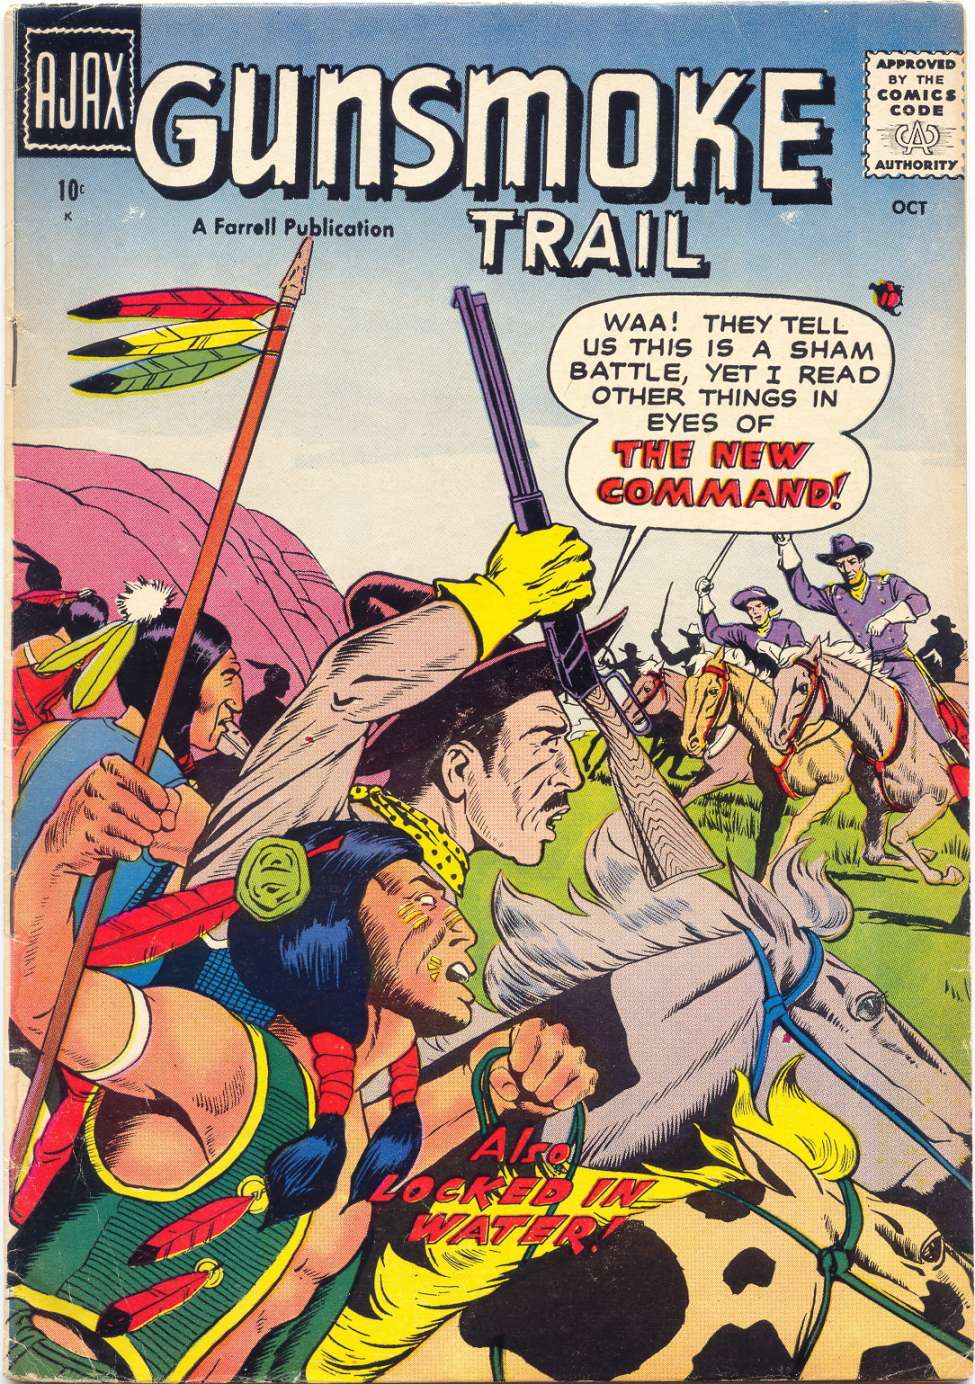 AJAX
GUNSMOKE
TRAIL
10c
K
A Farrell Publication
APPROVED
BY THE
COMICS
CODE
CA
AUTHORITY
OCT
WAA! THEY TELL
US THIS IS A SHAM
BATTLE, YET I READ
OTHER THINGS IN
EYES OF
THE NEW
COMMAND!
Also
LOCKED IN
WATER!